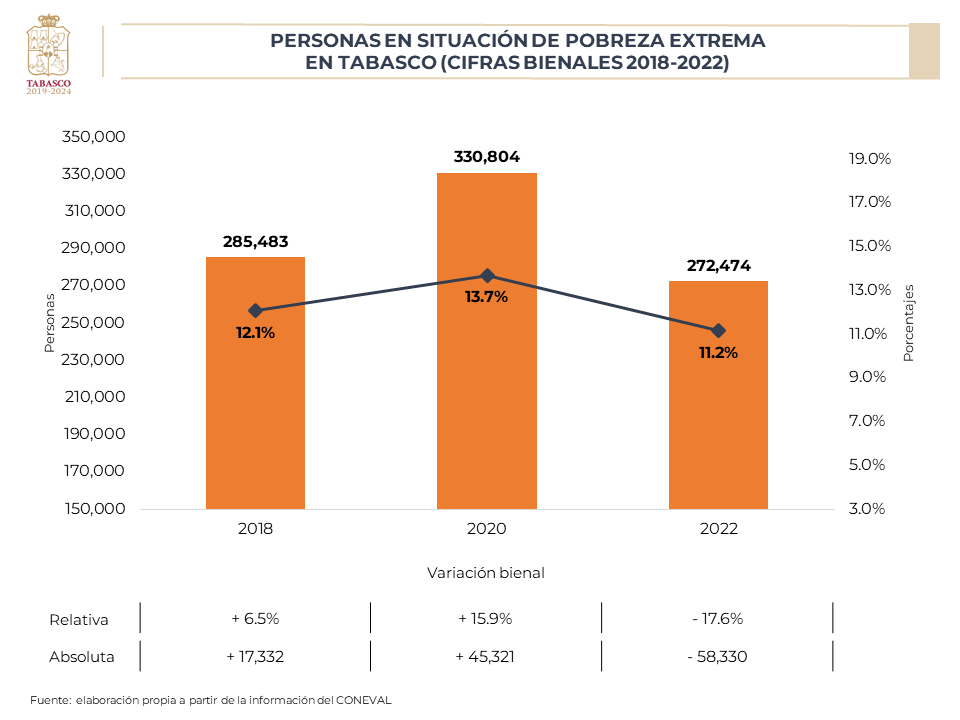 TABASCO
2019-2024
PERSONAS EN SITUACIÓN DE POBREZA EXTREMA
EN TABASCO (CIFRAS BIENALES 2018-2022)
Personas
350,000
330,000
310,000
290,000
270,000
250,000
230,000
210,000
190,000
170,000
150,000
285,483
330,804
272,474
12.1%
13.7%
11.2%
19.0%
17.0%
15.0%
13.0%
11.0%
9.0%
7.0%
5.0%
3.0%
Porcentajes
2018 2020 2022
Variación bienal
Relativa + 6.5% + 15.9% - 17.6%
Absoluta + 17,332 + 45,321 - 58,330
Fuente: elaboración propia a partir de la información del CONEVAL